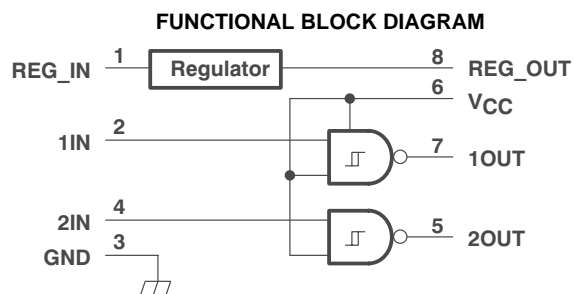 FUNCTIONAL BLOCK DIAGRAM
REG_IN 1 Regulator 8 REG_OUT
6 VCC
1IN 2
7 1OUT
2IN 4
5 2OUT
GND 3